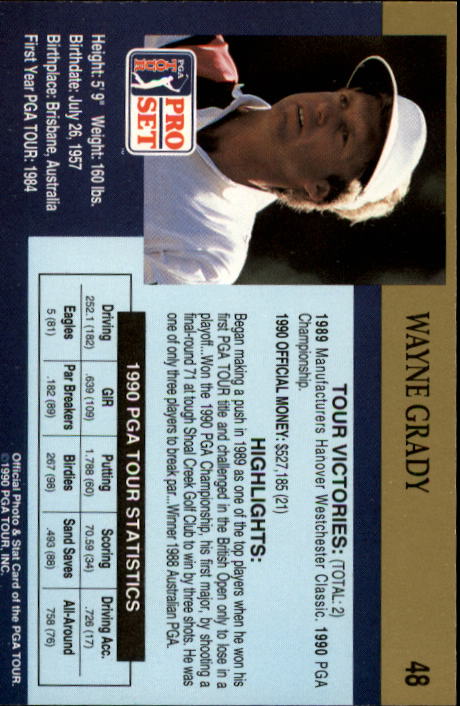 WAYNE GRADY
48
PGA
TOUR
PRO
SET
TM
Height: 5'9" Weight: 160 lbs.
Birthdate: July 26, 1957
Birthplace: Brisbane, Australia
First Year PGA TOUR: 1984
TOUR VICTORIES: (TOTAL: 2)
1989 Manufacturers Hanover Westchester Classic. 1990 PGA
Championship.
1990 OFFICIAL MONEY: $527,185 (21)
HIGHLIGHTS:
Began making a push in 1989 as one of the top players when he won his
first PGA TOUR title and challenged in the British Open only to lose in a
playoff...Won the 1990 PGA Championship, his first major, by shooting a
final-round 71 at tough Shoal Creek Golf Club to win by three shots. He was
one of only three players to break par...Winner 1988 Australian PGA.
1990 PGA TOUR STATISTICS
Driving GIR Putting Scoring Driving Acc.
252.1 (182) .639 (109) 1.788 (60) 70.59 (34) .726 (17)
Eagles Par Breakers Birdies Sand Saves All-Around
5 (81) .182 (89) 267 (98) .493 (88) 758 (76)
Official Photo & Stat Card of the PGA TOUR.
©1990 PGA TOUR, INC.